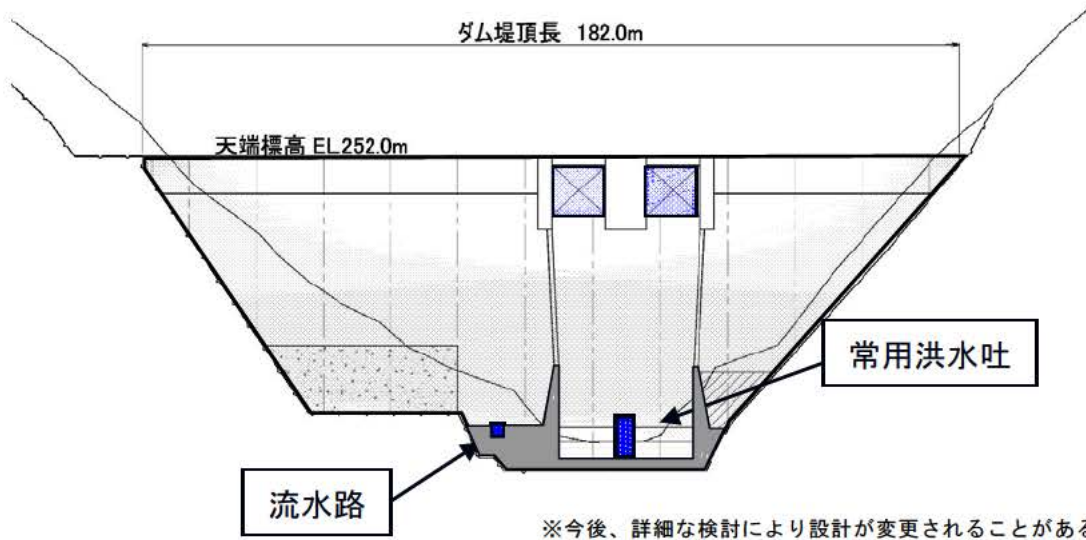 ダム堤頂長 182.0m
天端標高 EL252.0m
常用洪水吐
流水路
※今後、詳細な検討により設計が変更されることがある